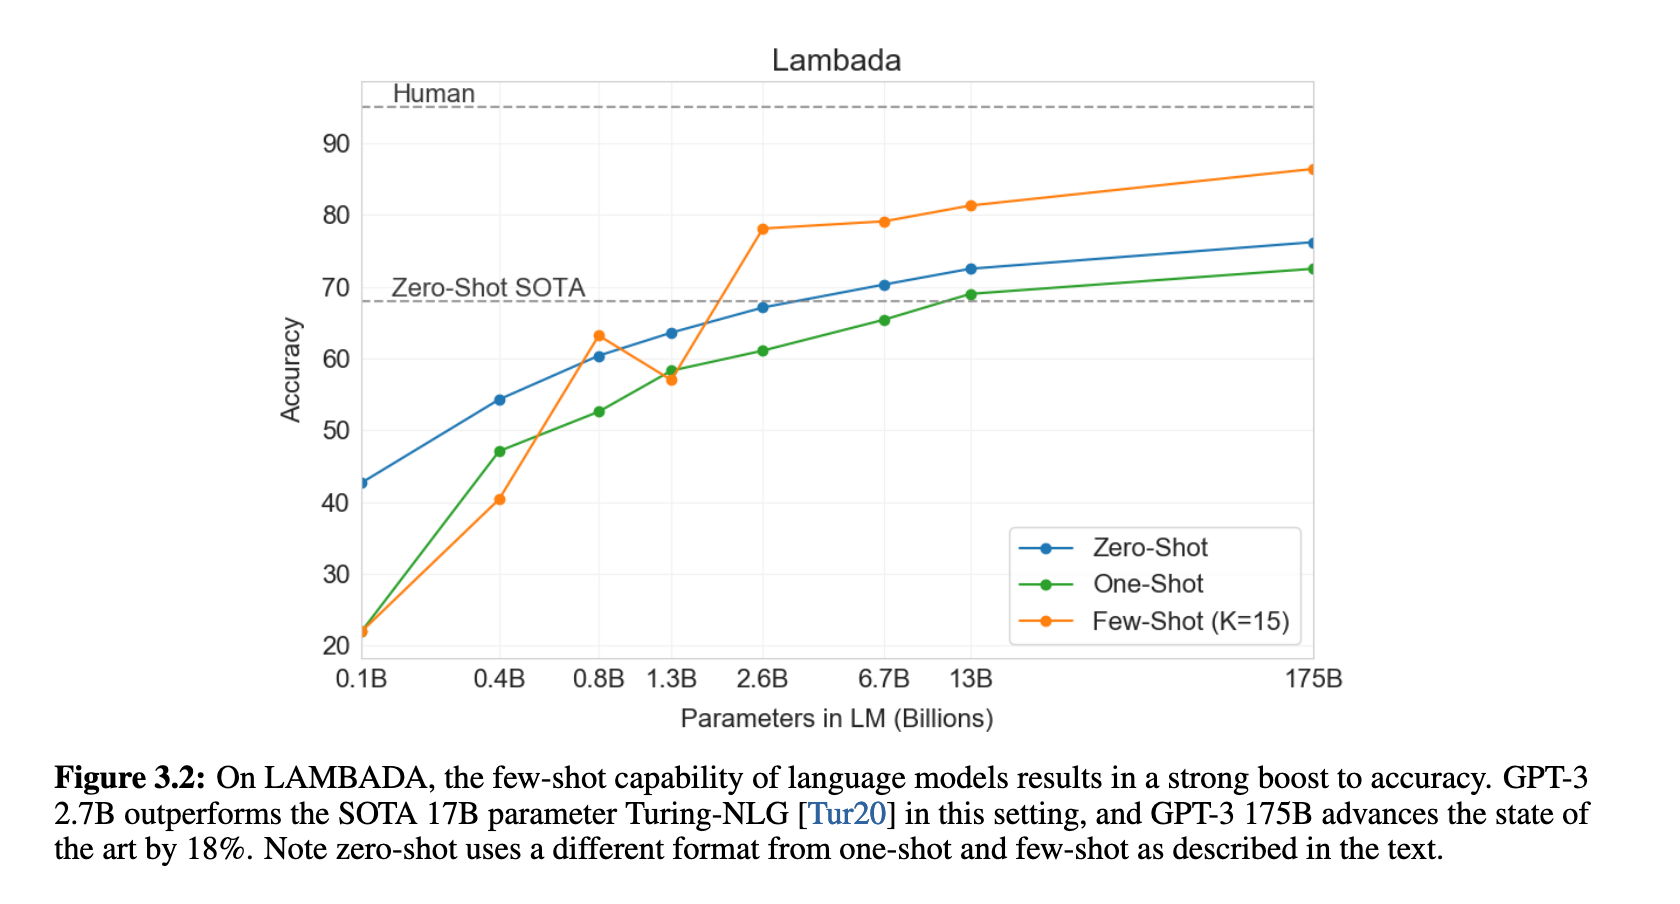 Lambada
Human
90
80
Zero-Shot SOTA
70
60
50
40
30
20
Accuracy
Zero-Shot
One-Shot
Few-Shot (K=15)
0.1B 0.4B 0.8B 1.3B 2.6B 6.7B 13B 175B
Parameters in LM (Billions)
Figure 3.2: On LAMBADA, the few-shot capability of language models results in a strong boost to accuracy. GPT-3
2.7B outperforms the SOTA 17B parameter Turing-NLG [Tur20] in this setting, and GPT-3 175B advances the state of
the art by 18%. Note zero-shot uses a different format from one-shot and few-shot as described in the text.